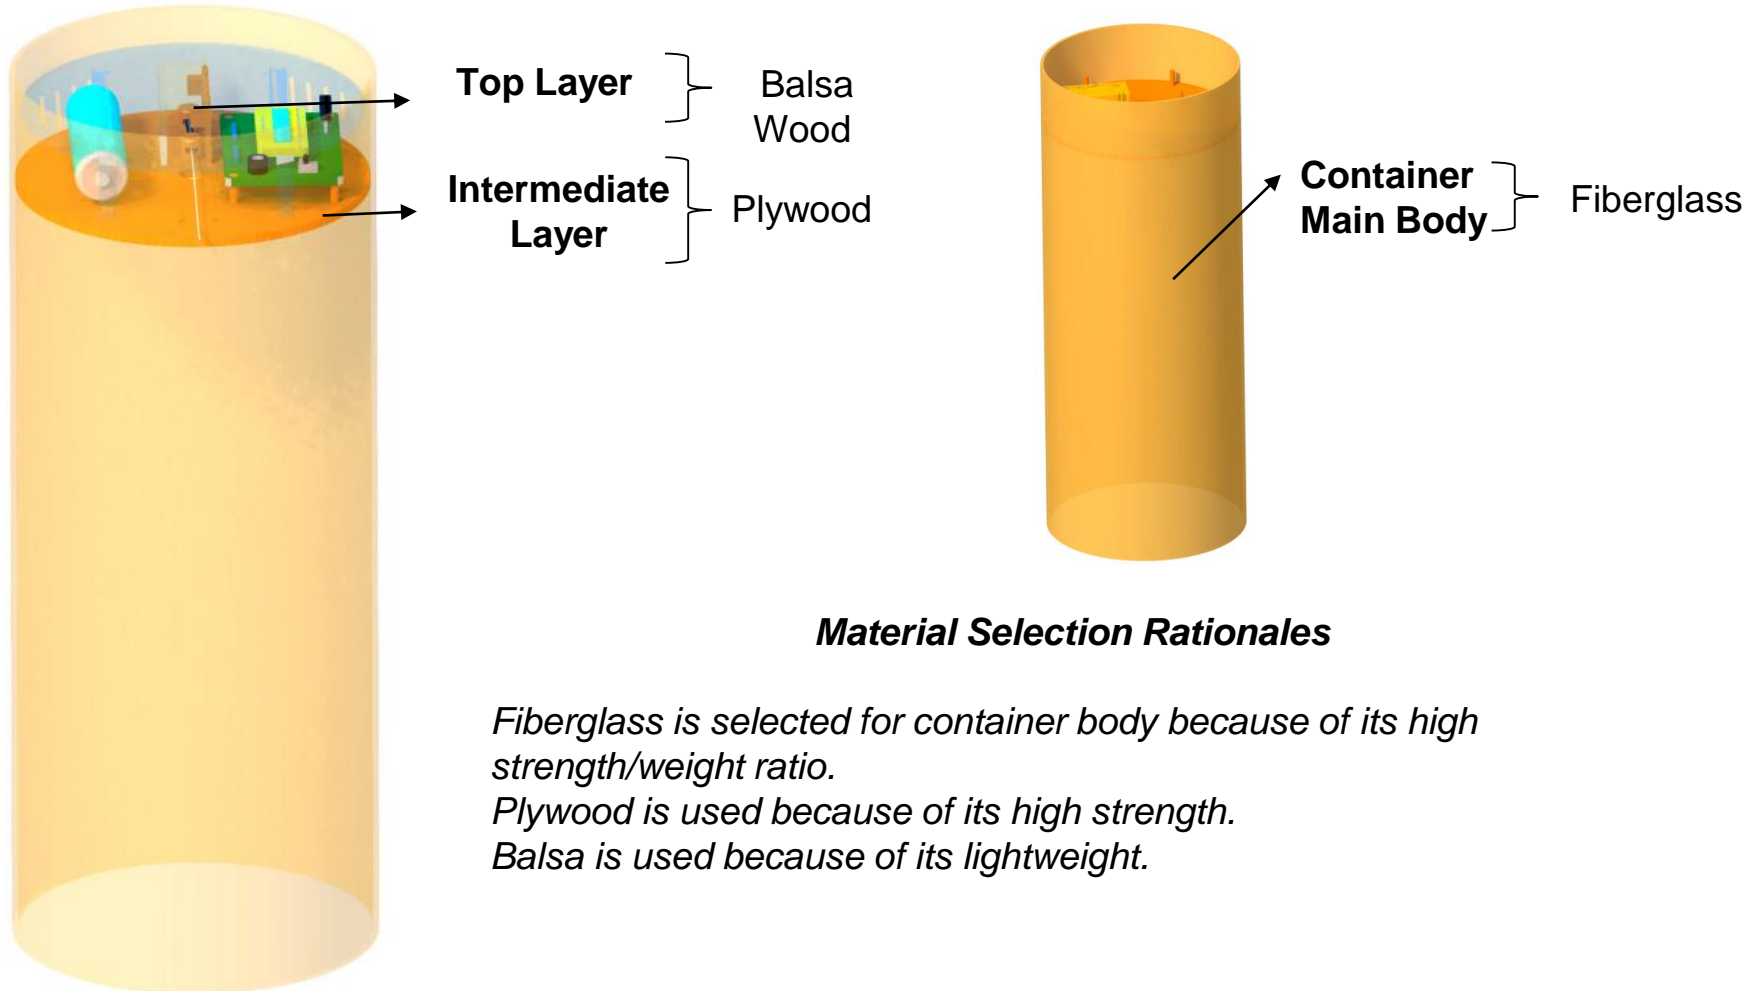 Top Layer
Balsa
Wood
Intermediate
Layer
Plywood
Container
Main Body
Fiberglass
Material Selection Rationales
Fiberglass is selected for container body because of its high
strength/weight ratio.
Plywood is used because of its high strength.
Balsa is used because of its lightweight.